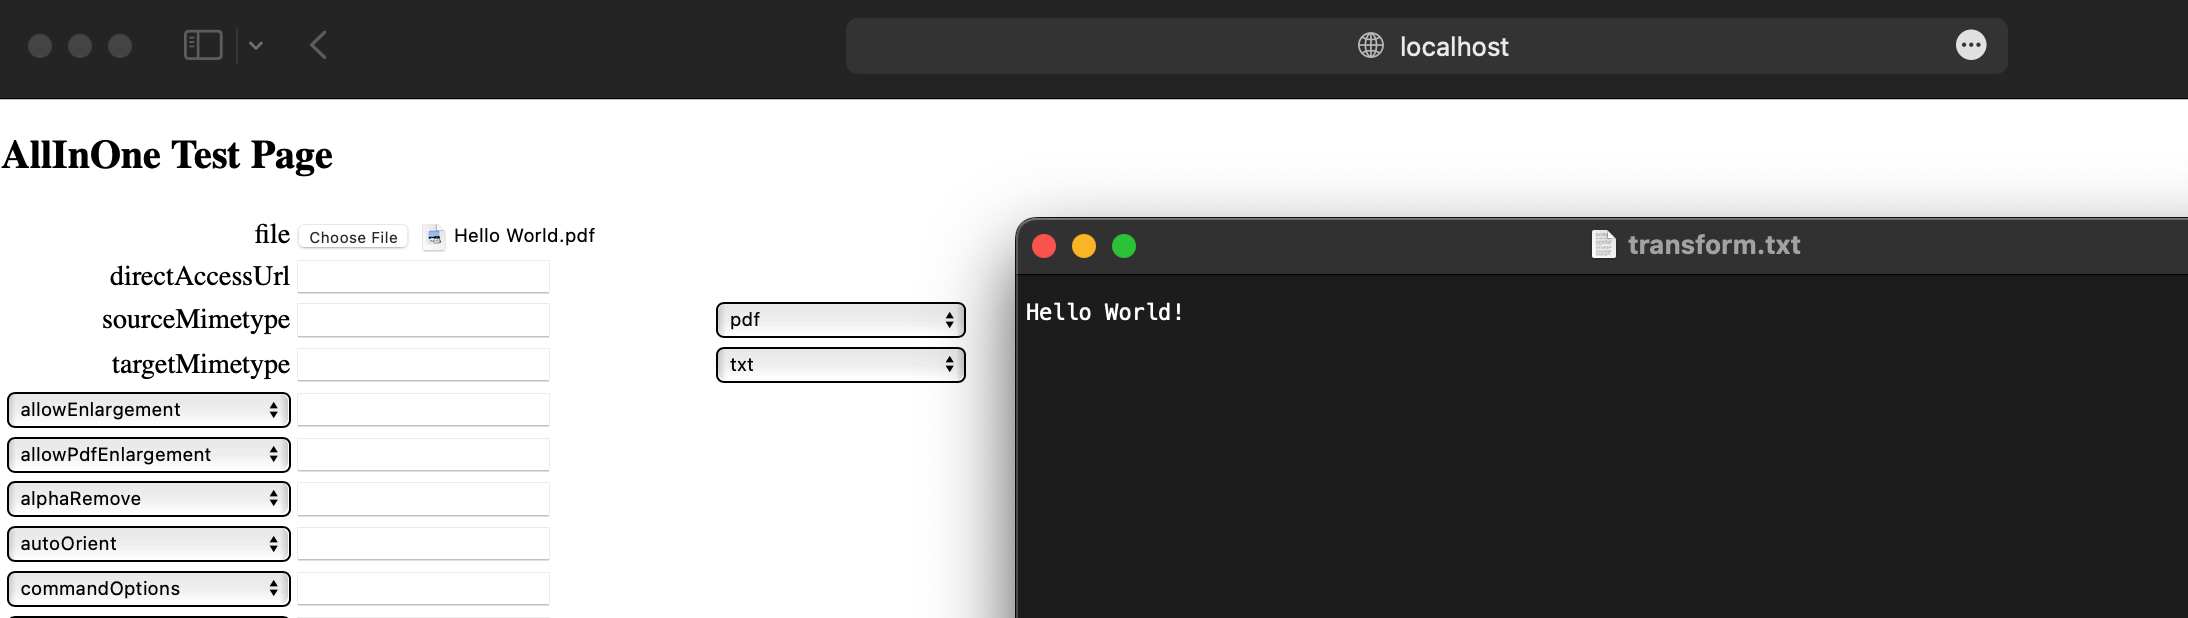 localhost
AllInOne Test Page
file Choose File Hello World.pdf
directAccessUrl
sourceMimetype pdf
targetMimetype txt
allowEnlargement
allowPdfEnlargement
alphaRemove
autoOrient
commandOptions
transform.txt
Hello World!